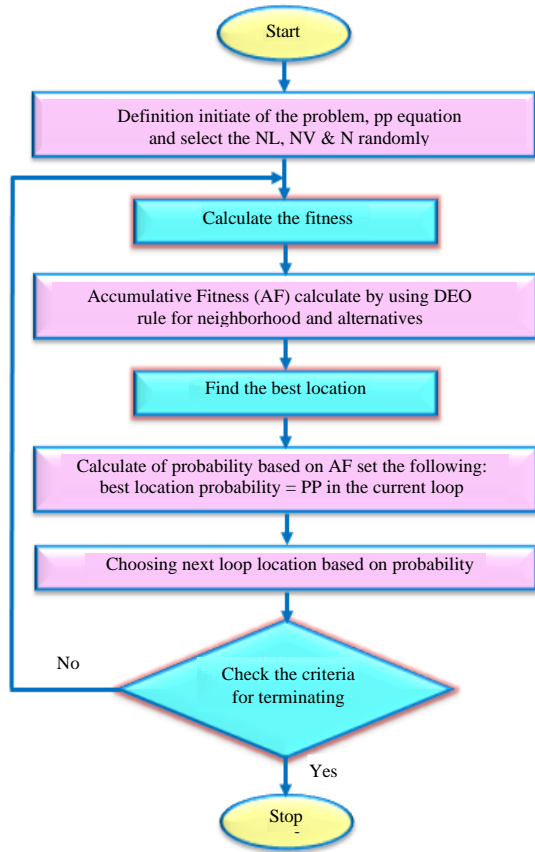 Start
Definition initiate of the problem, pp equation
and select the NL, NV & N randomly
Calculate the fitness
Accumulative Fitness (AF) calculate by using DEO
rule for neighborhood and alternatives
Find the best location
Calculate of probability based on AF set the following:
best location probability = PP in the current loop
Choosing next loop location based on probability
Check the criteria
for terminating
No
Yes
Stop